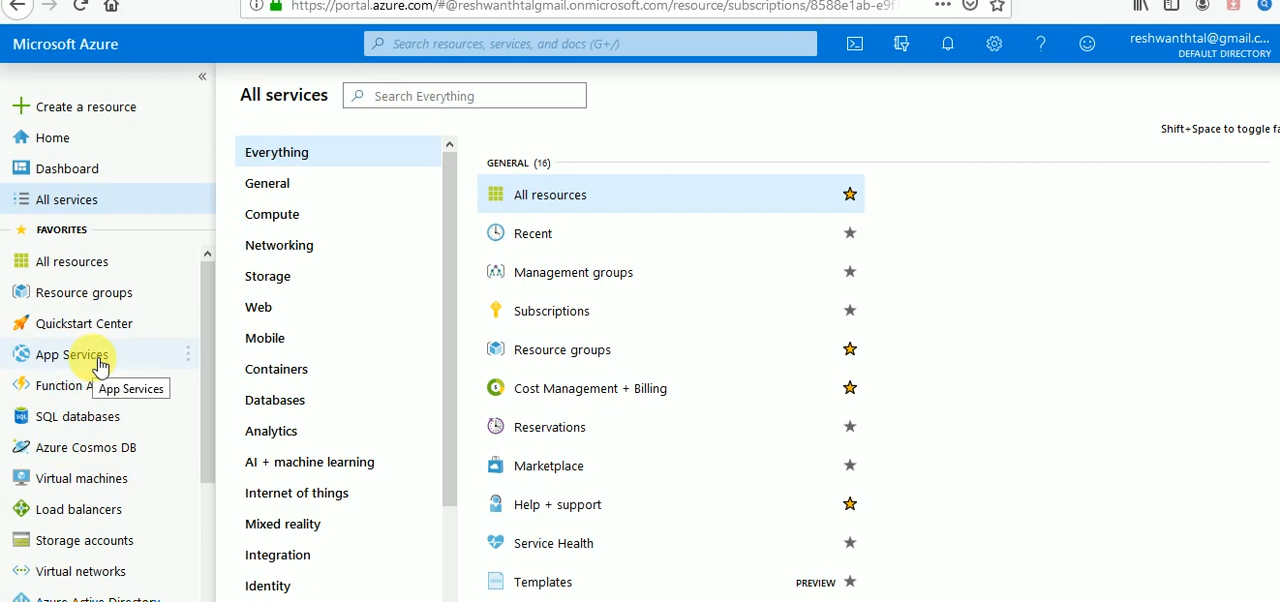 https://portal.azure.com/#@reshwanthtalgmail.onmicrosoft.com/resource/subscriptions/8588e1ab-e9f
Microsoft Azure
Search resources, services, and docs (G+/)
reshwanthtal@gmail.c...
DEFAULT DIRECTORY
«
Create a resource
Home
Dashboard
All services
FAVORITES
All resources
Resource groups
Quickstart Center
App Services
App Services
Function A
SQL databases
Azure Cosmos DB
Virtual machines
Load balancers
Storage accounts
Virtual networks
Azure Active Directory
All services
Search Everything
Shift+Space to toggle fa
Everything
General
Compute
Networking
Storage
Web
Mobile
Containers
Databases
Analytics
AI + machine learning
Internet of things
Mixed reality
Integration
Identity
GENERAL (16)
All resources
Recent
Management groups
Subscriptions
Resource groups
Cost Management + Billing
Reservations
Marketplace
Help + support
Service Health
Templates PREVIEW